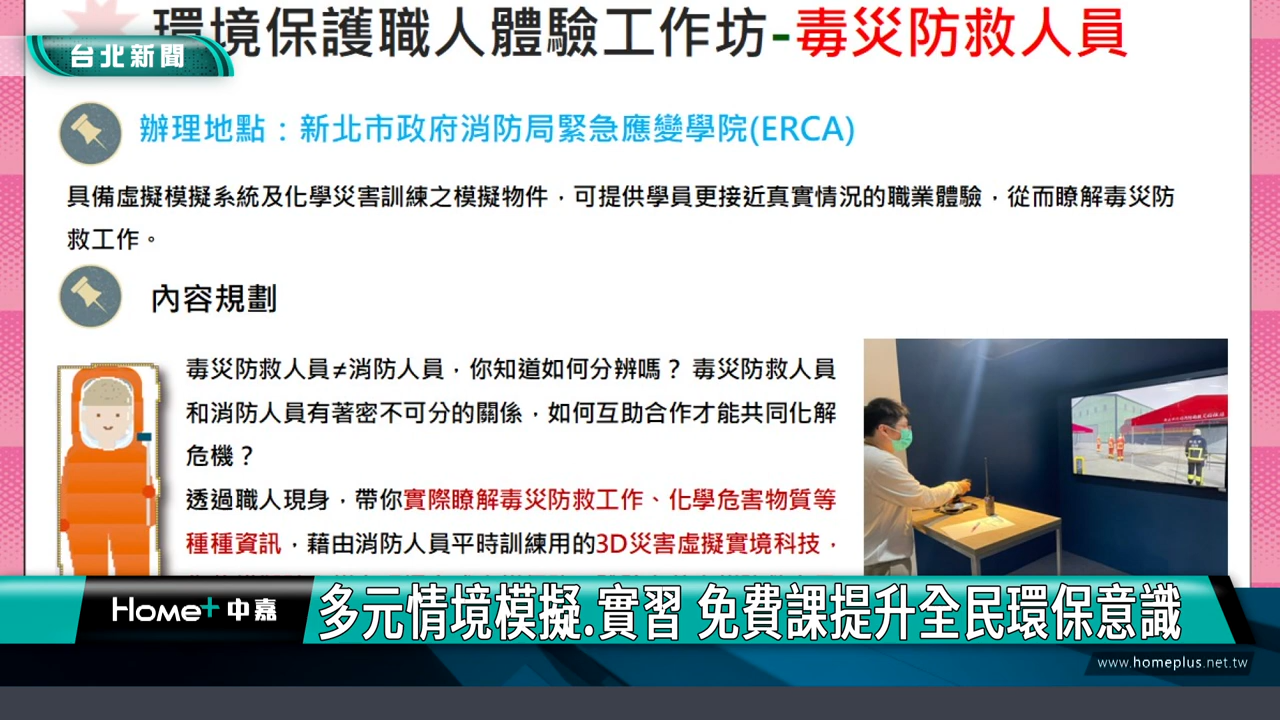 環境保護職人體驗工作坊-毒災防救人員
台北新聞
辦理地點：新北市政府消防局緊急應變學院(ERCA)
具備虛擬模擬系統及化學災害訓練之模擬物件，可提供學員更接近真實情況的職業體驗，從而瞭解毒災防
救工作。
內容規劃
毒災防救人員≠消防人員，你知道如何分辨嗎？ 毒災防救人員
和消防人員有著密不可分的關係，如何互助合作才能共同化解
危機？
透過職人現身，帶你實際瞭解毒災防救工作、化學危害物質等
種種資訊，藉由消防人員平時訓練用的3D災害虛擬實境科技，
Home+ 中嘉
多元情境模擬.實習 免費課提升全民環保意識
www.homeplus.net.tw